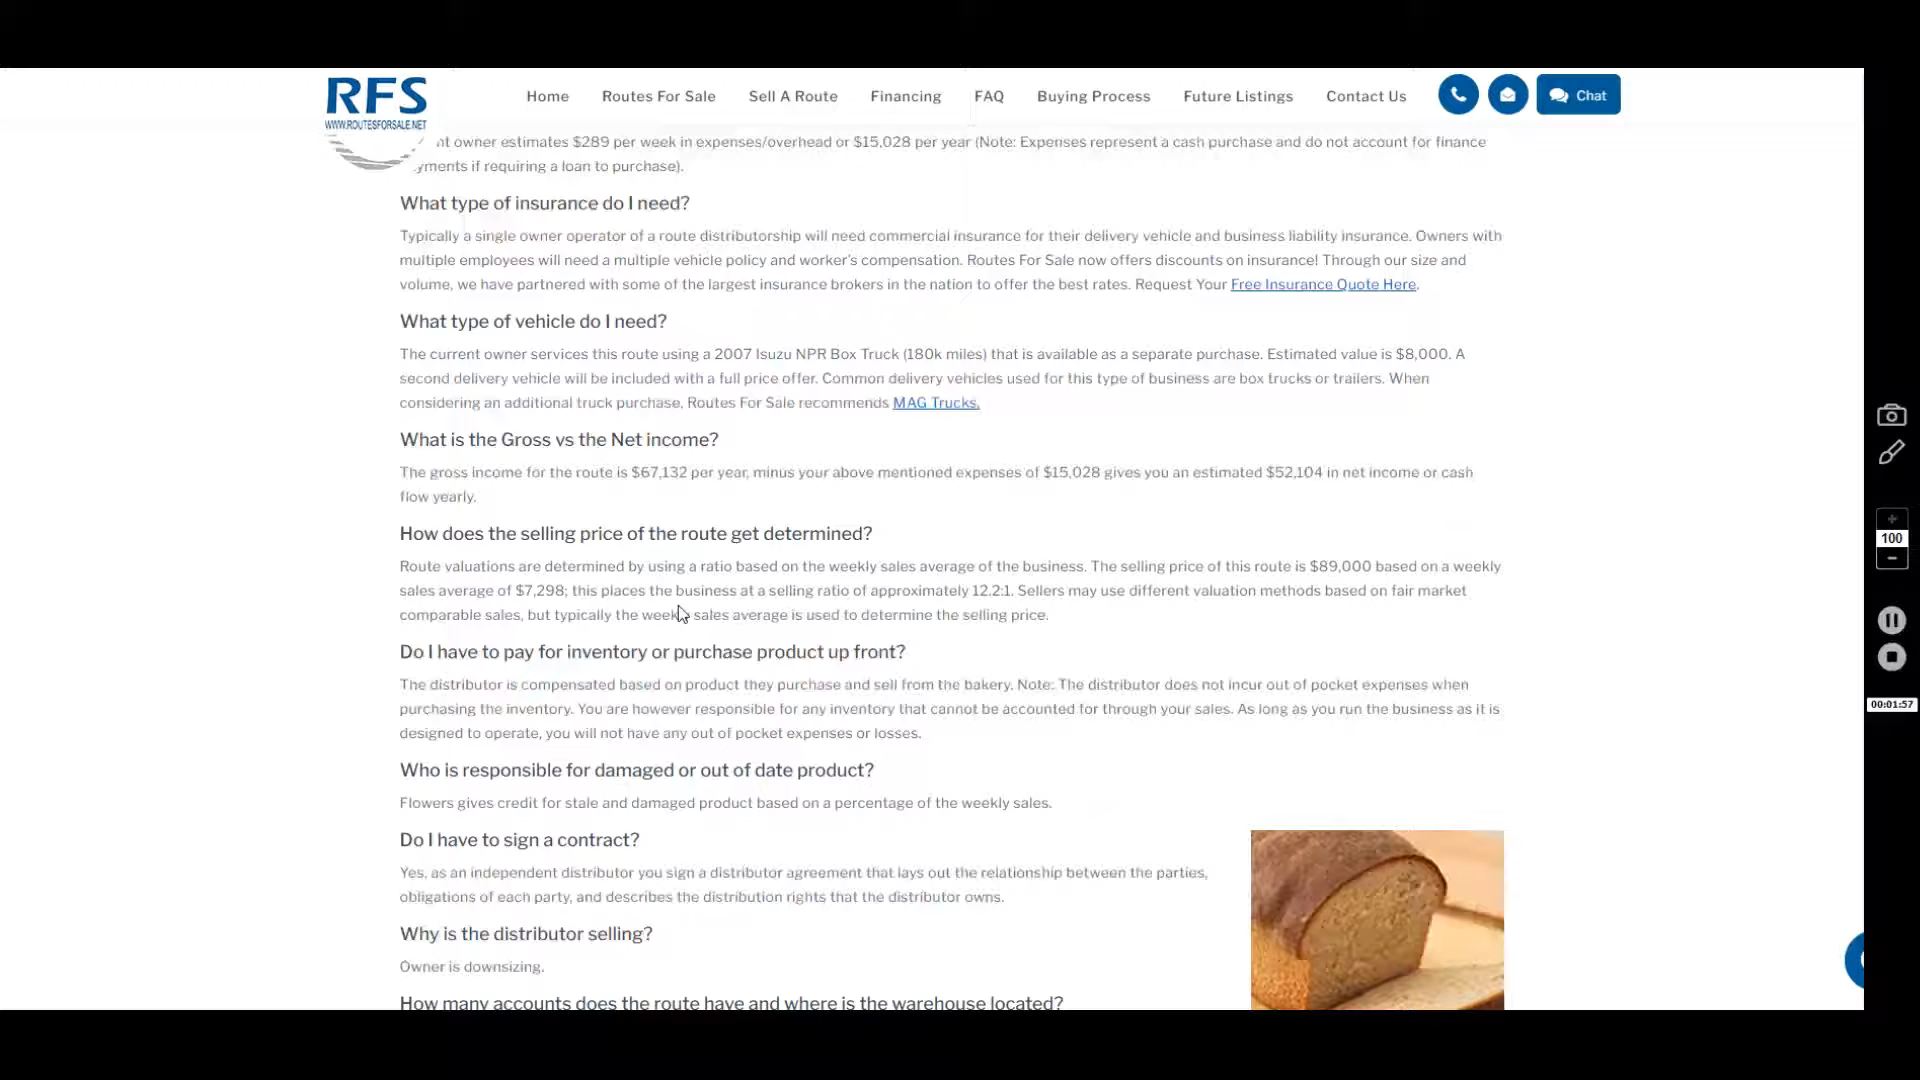 RFS
WWW.ROUTESFORSALE.NET
Home Routes For Sale Sell A Route Financing FAQ Buying Process Future Listings Contact Us Chat
nt owner estimates $289 per week in expenses/overhead or $15,028 per year (Note: Expenses represent a cash purchase and do not account for finance
yments if requiring a loan to purchase).
What type of insurance do I need?
Typically a single owner operator of a route distributorship will need commercial insurance for their delivery vehicle and business liability insurance. Owners with
multiple employees will need a multiple vehicle policy and worker's compensation. Routes For Sale now offers discounts on insurance! Through our size and
volume, we have partnered with some of the largest insurance brokers in the nation to offer the best rates. Request Your Free Insurance Quote Here.
What type of vehicle do I need?
The current owner services this route using a 2007 Isuzu NPR Box Truck (180k miles) that is available as a separate purchase. Estimated value is $8,000. A
second delivery vehicle will be included with a full price offer. Common delivery vehicles used for this type of business are box trucks or trailers. When
considering an additional truck purchase, Routes For Sale recommends MAG Trucks.
What is the Gross vs the Net income?
The gross income for the route is $67,132 per year, minus your above mentioned expenses of $15,028 gives you an estimated $52,104 in net income or cash
flow yearly.
How does the selling price of the route get determined?
Route valuations are determined by using a ratio based on the weekly sales average of the business. The selling price of this route is $89,000 based on a weekly
sales average of $7,298; this places the business at a selling ratio of approximately 12.2:1. Sellers may use different valuation methods based on fair market
comparable sales, but typically the weekly sales average is used to determine the selling price.
Do I have to pay for inventory or purchase product up front?
The distributor is compensated based on product they purchase and sell from the bakery. Note: The distributor does not incur out of pocket expenses when
purchasing the inventory. You are however responsible for any inventory that cannot be accounted for through your sales. As long as you run the business as it is
designed to operate, you will not have any out of pocket expenses or losses.
Who is responsible for damaged or out of date product?
Flowers gives credit for stale and damaged product based on a percentage of the weekly sales.
Do I have to sign a contract?
Yes, as an independent distributor you sign a distributor agreement that lays out the relationship between the parties,
obligations of each party, and describes the distribution rights that the distributor owns.
Why is the distributor selling?
Owner is downsizing.
How many accounts does the route have and where is the warehouse located?
100
00:01:57